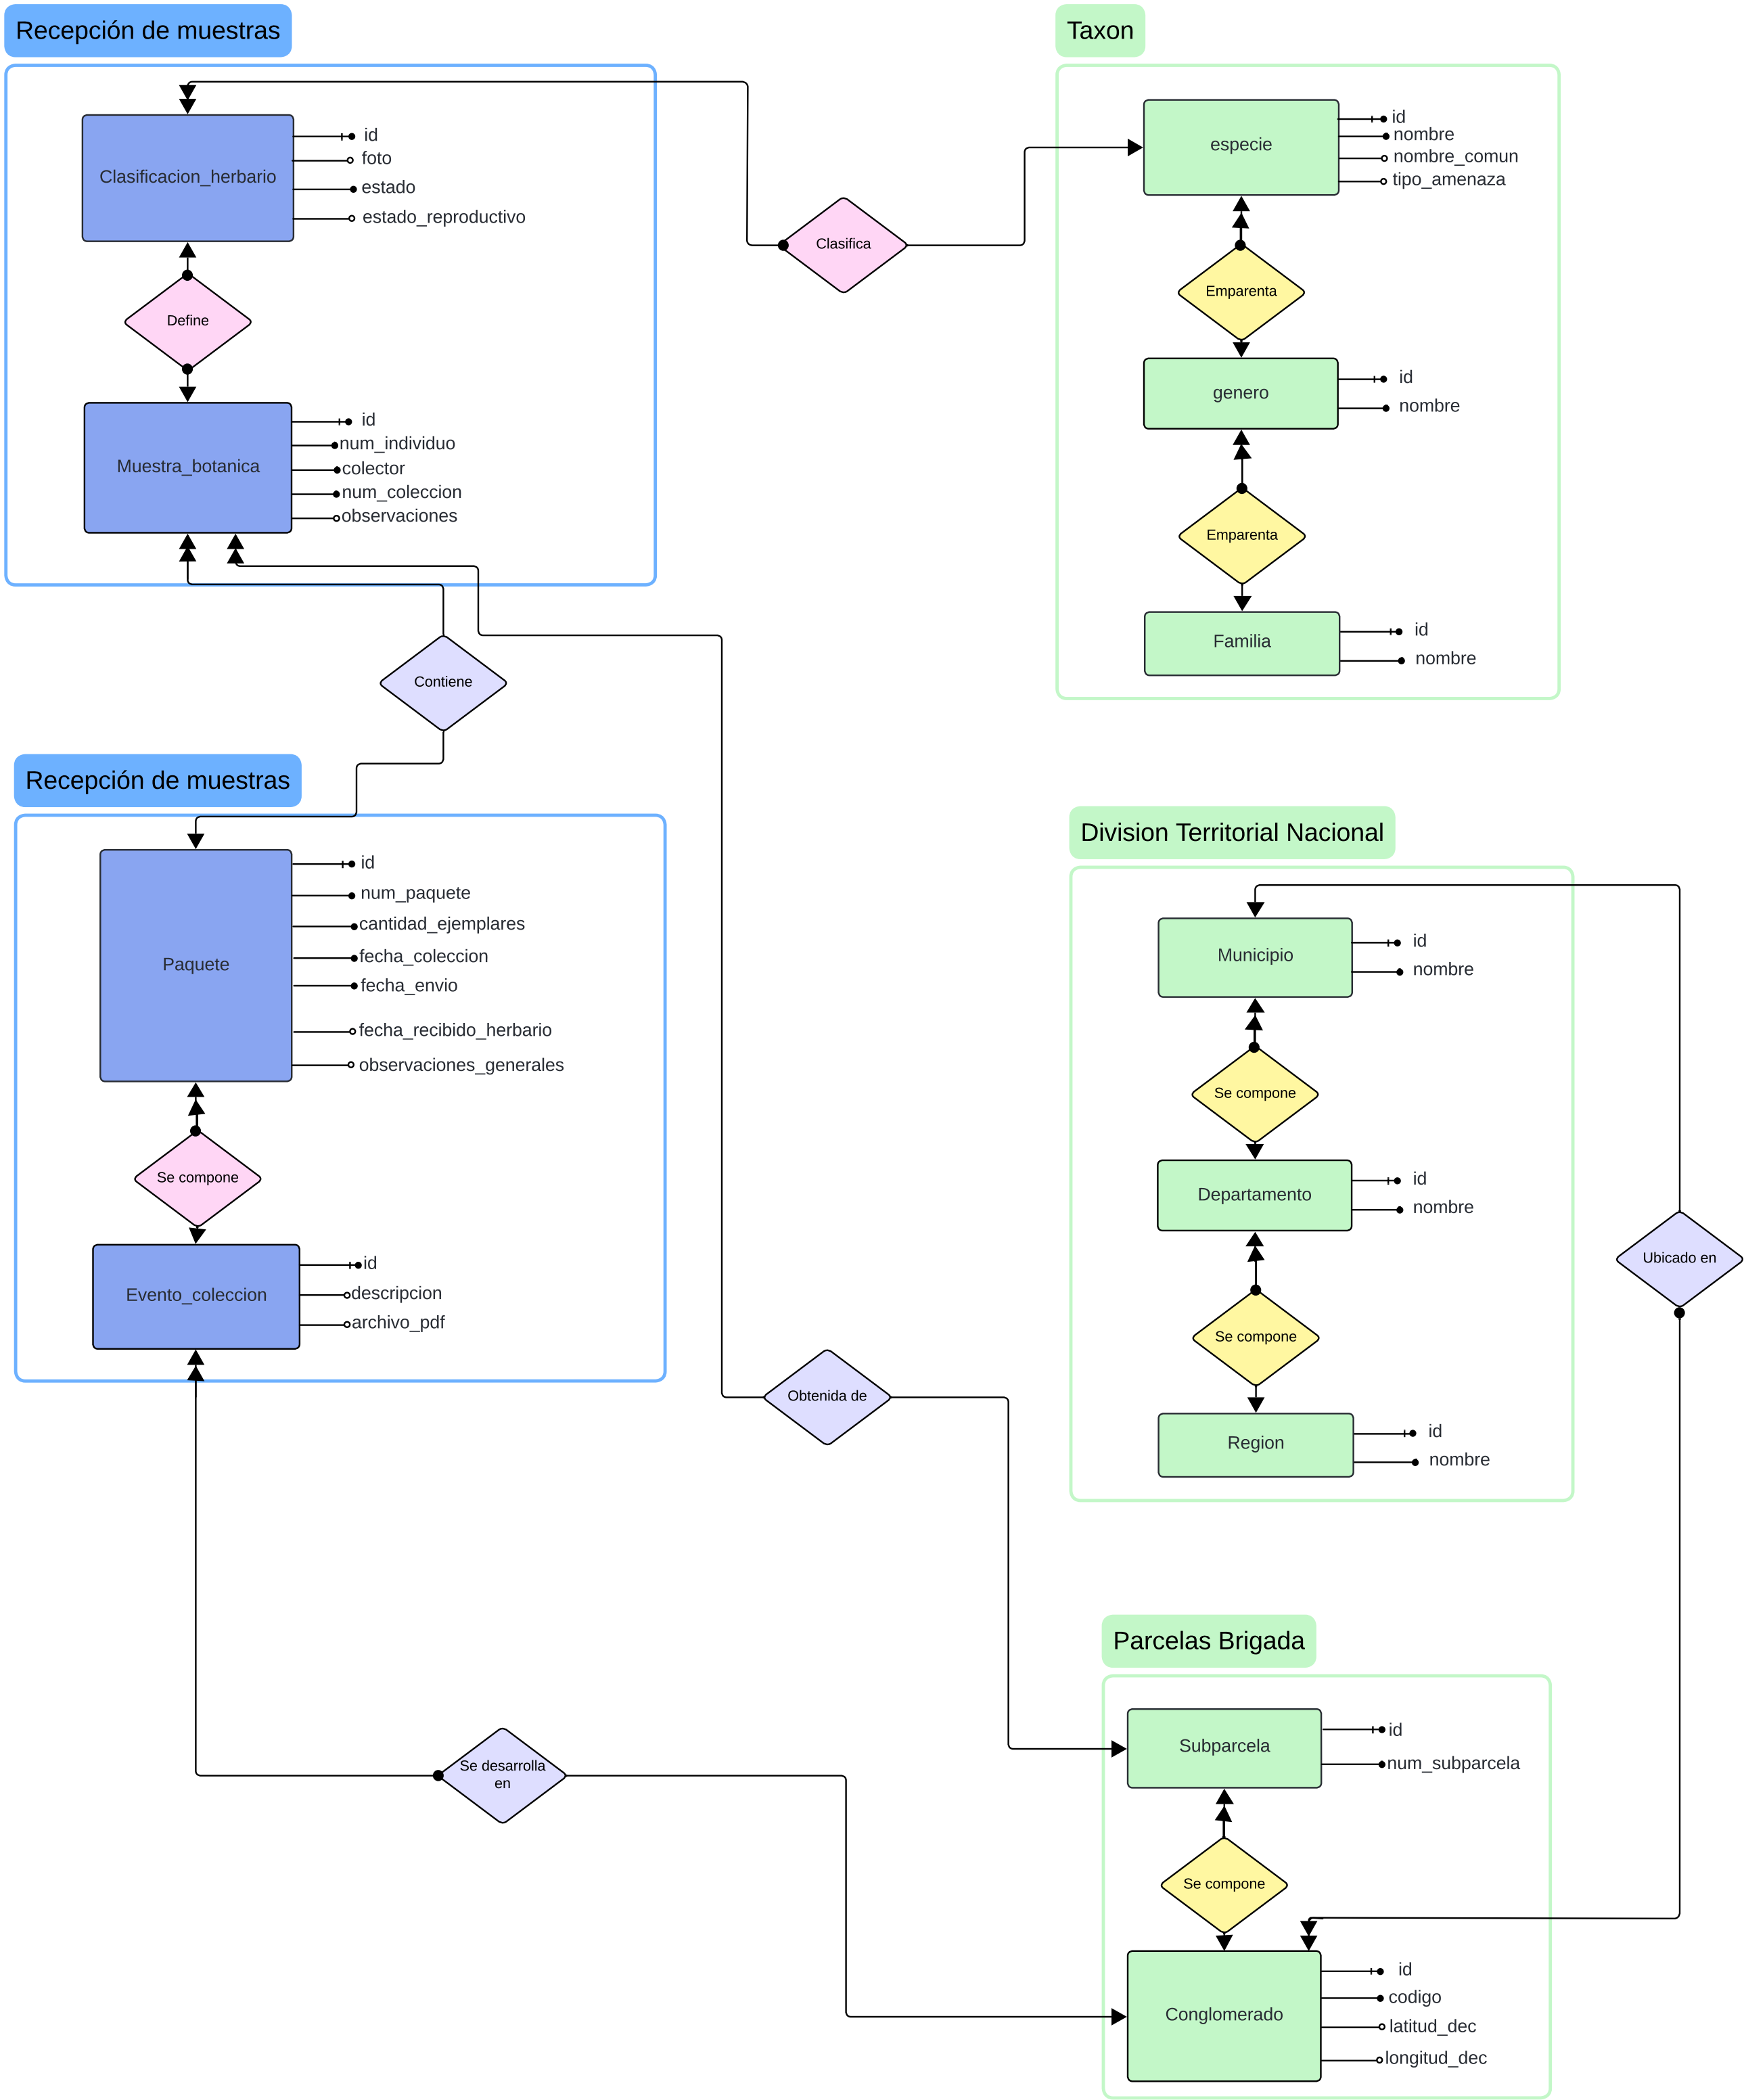 Recepción de muestras
Clasificacion_herbario
id
foto
estado
estado_reproductivo
Define
Muestra_botanica
id
num_individuo
colector
num_coleccion
observaciones
Clasifica
Taxon
especie
id
nombre
nombre_comun
tipo_amenaza
Emparenta
genero
id
nombre
Emparenta
Familia
id
nombre
Contiene
Recepción de muestras
Paquete
id
num_paquete
cantidad_ejemplares
fecha_coleccion
fecha_envio
fecha_recibido_herbario
observaciones_generales
Se compone
Evento_coleccion
id
descripcion
archivo_pdf
Division Territorial Nacional
Municipio
id
nombre
Se compone
Departamento
id
nombre
Se compone
Region
id
nombre
Ubicado en
Obtenida de
Se desarrolla
en
Parcelas Brigada
Subparcela
id
num_subparcela
Se compone
Conglomerado
id
codigo
latitud_dec
longitud_dec